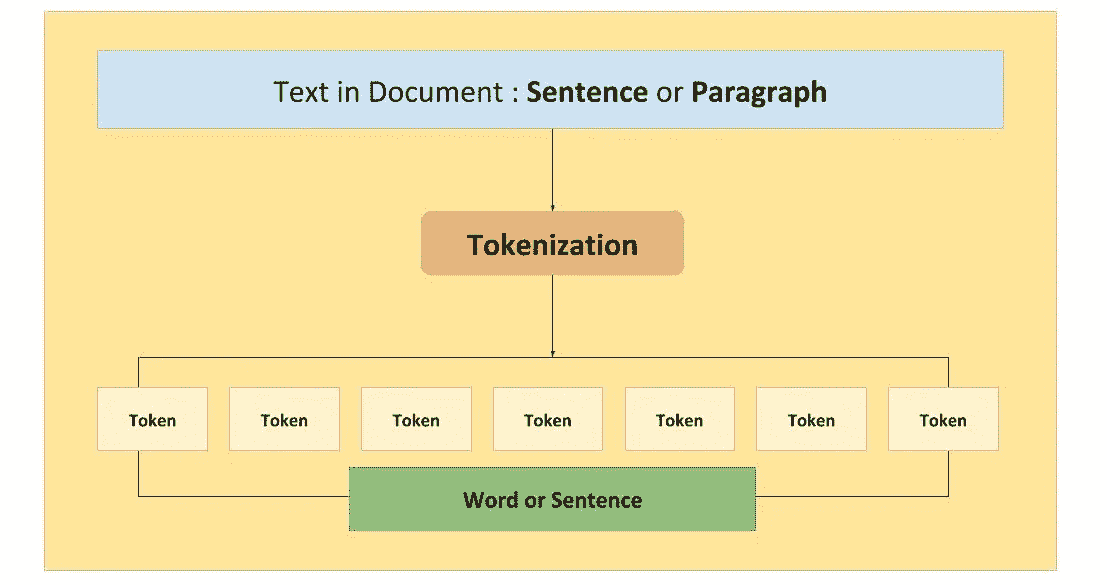 Text in Document : Sentence or Paragraph
Tokenization
Token Token Token Token Token Token Token
Word or Sentence